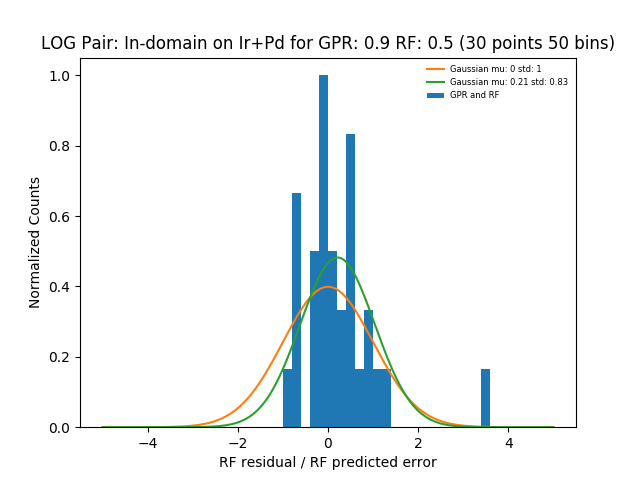 LOG Pair: In-domain on Ir+Pd for GPR: 0.9 RF: 0.5 (30 points 50 bins)
Gaussian mu: 0 std: 1
Gaussian mu: 0.21 std: 0.83
GPR and RF
Normalized Counts
1.0
0.8
0.6
0.4
0.2
0.0
−4 −2 0 2 4
RF residual / RF predicted error